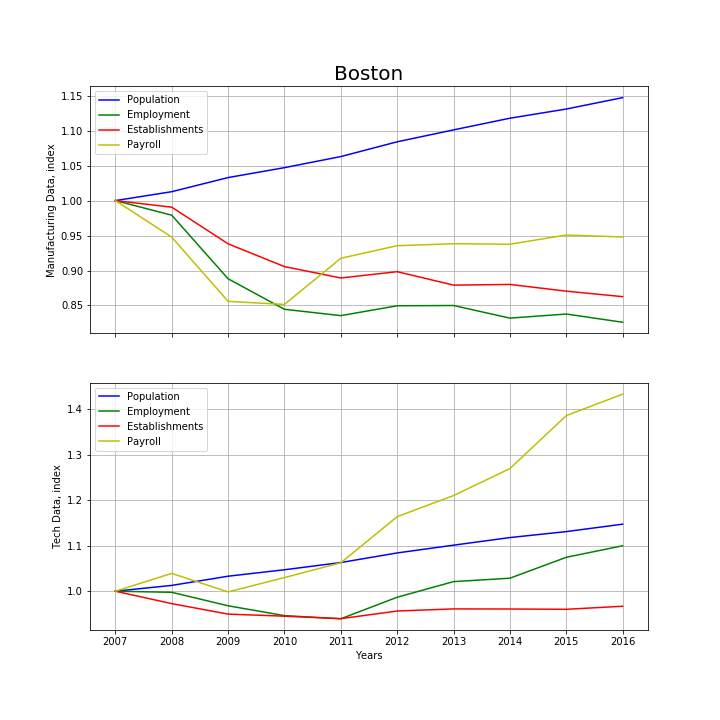 Boston
Manufacturing Data, index
1.15
1.10
1.05
1.00
0.95
0.90
0.85
Population
Employment
Establishments
Payroll
Tech Data, index
1.4
1.3
1.2
1.1
1.0
Population
Employment
Establishments
Payroll
2007 2008 2009 2010 2011 2012 2013 2014 2015 2016
Years